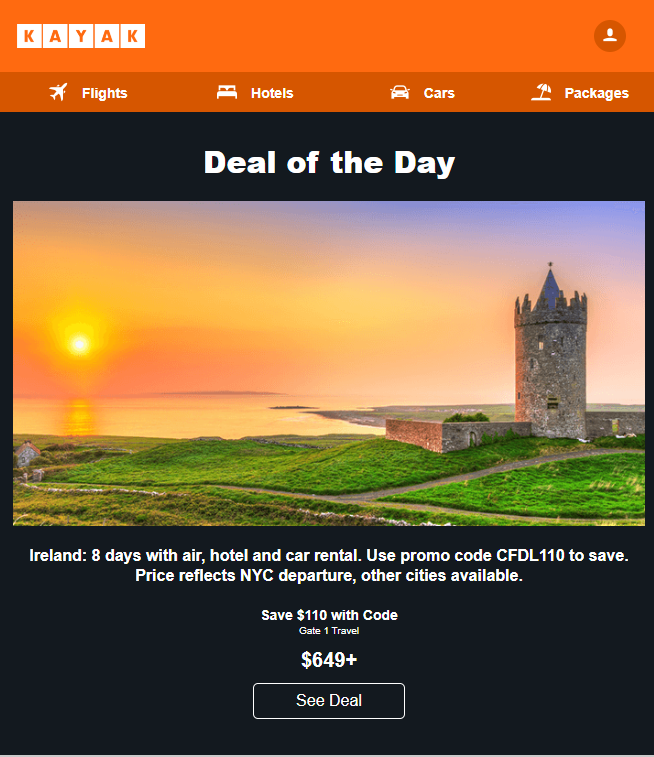 KAYAK
Flights
Hotels
Cars
Packages
Deal of the Day
Ireland: 8 days with air, hotel and car rental. Use promo code CFDL110 to save.
Price reflects NYC departure, other cities available.
Save $110 with Code
Gate 1 Travel
$649+
See Deal